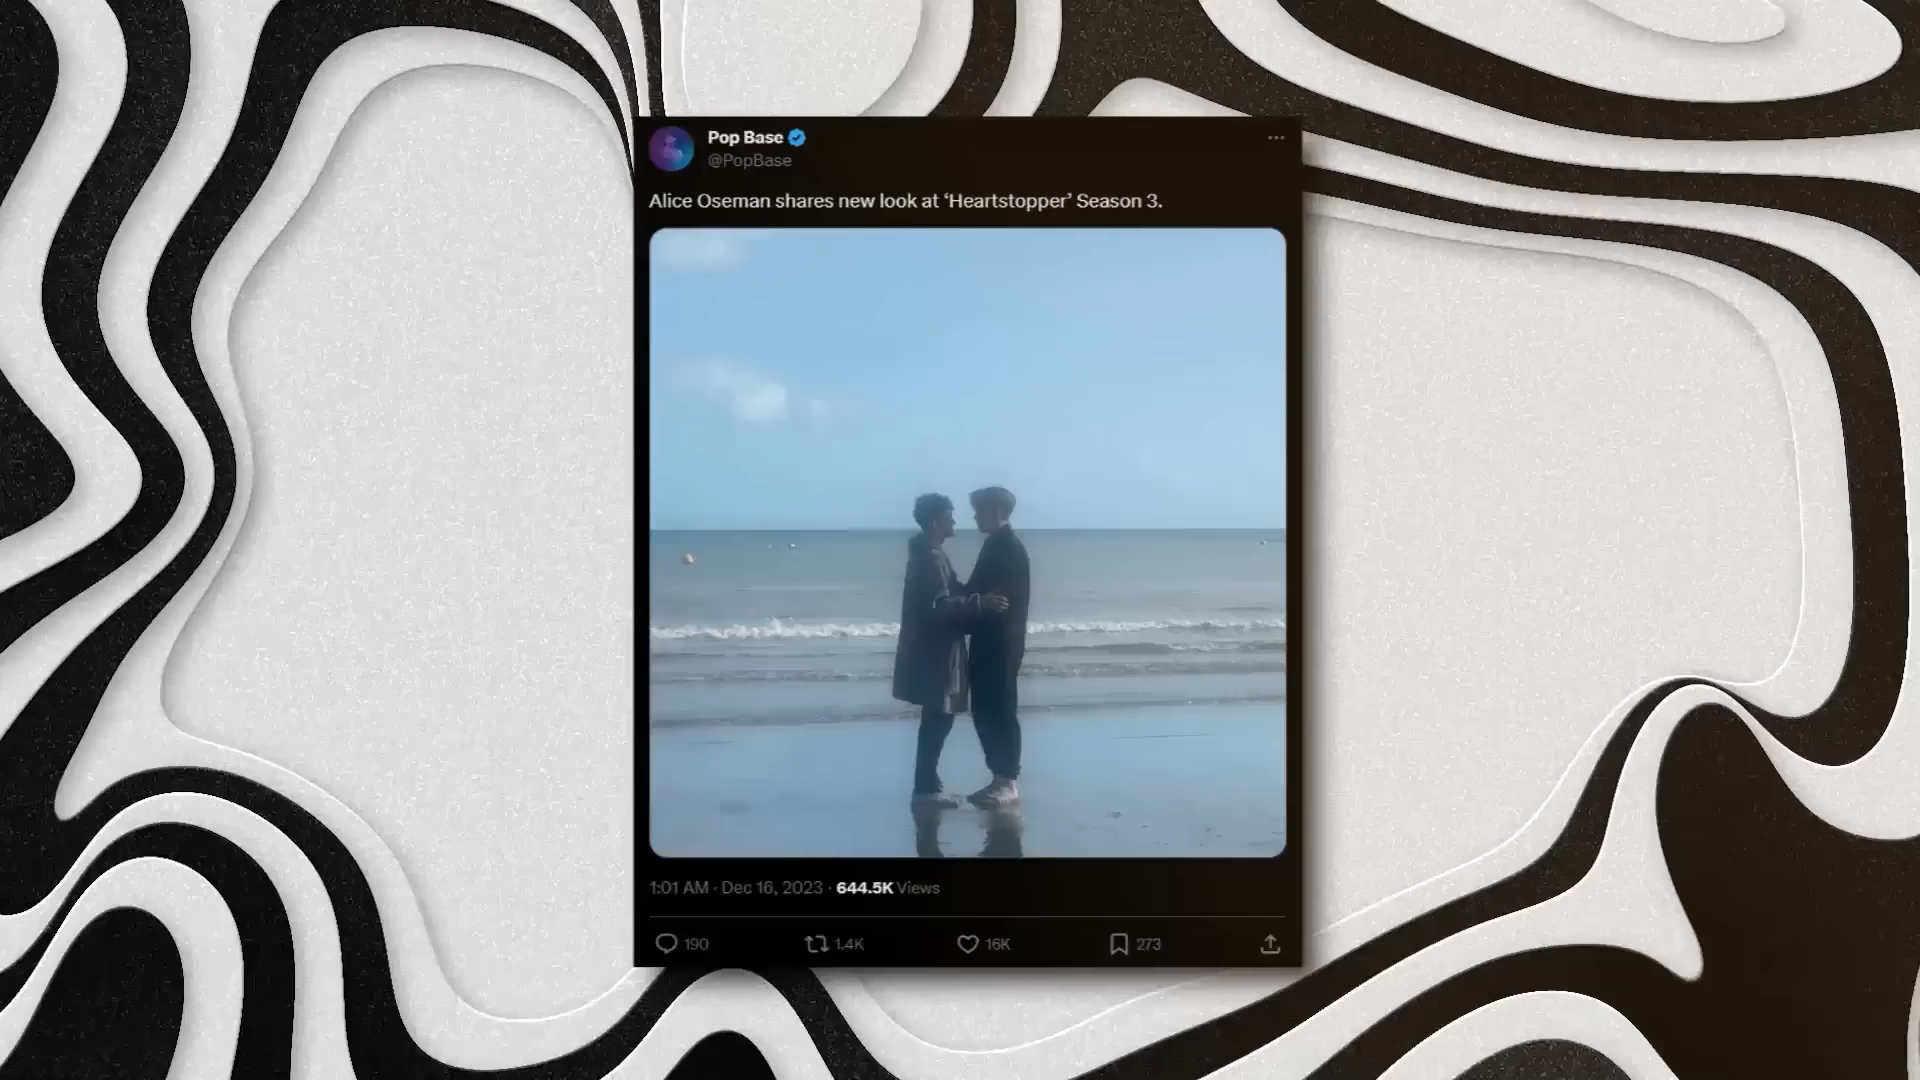 Pop Base
@PopBase
Alice Oseman shares new look at ‘Heartstopper’ Season 3.
1:01 AM · Dec 16, 2023 · 644.5K Views
190 1.4K 16K 273